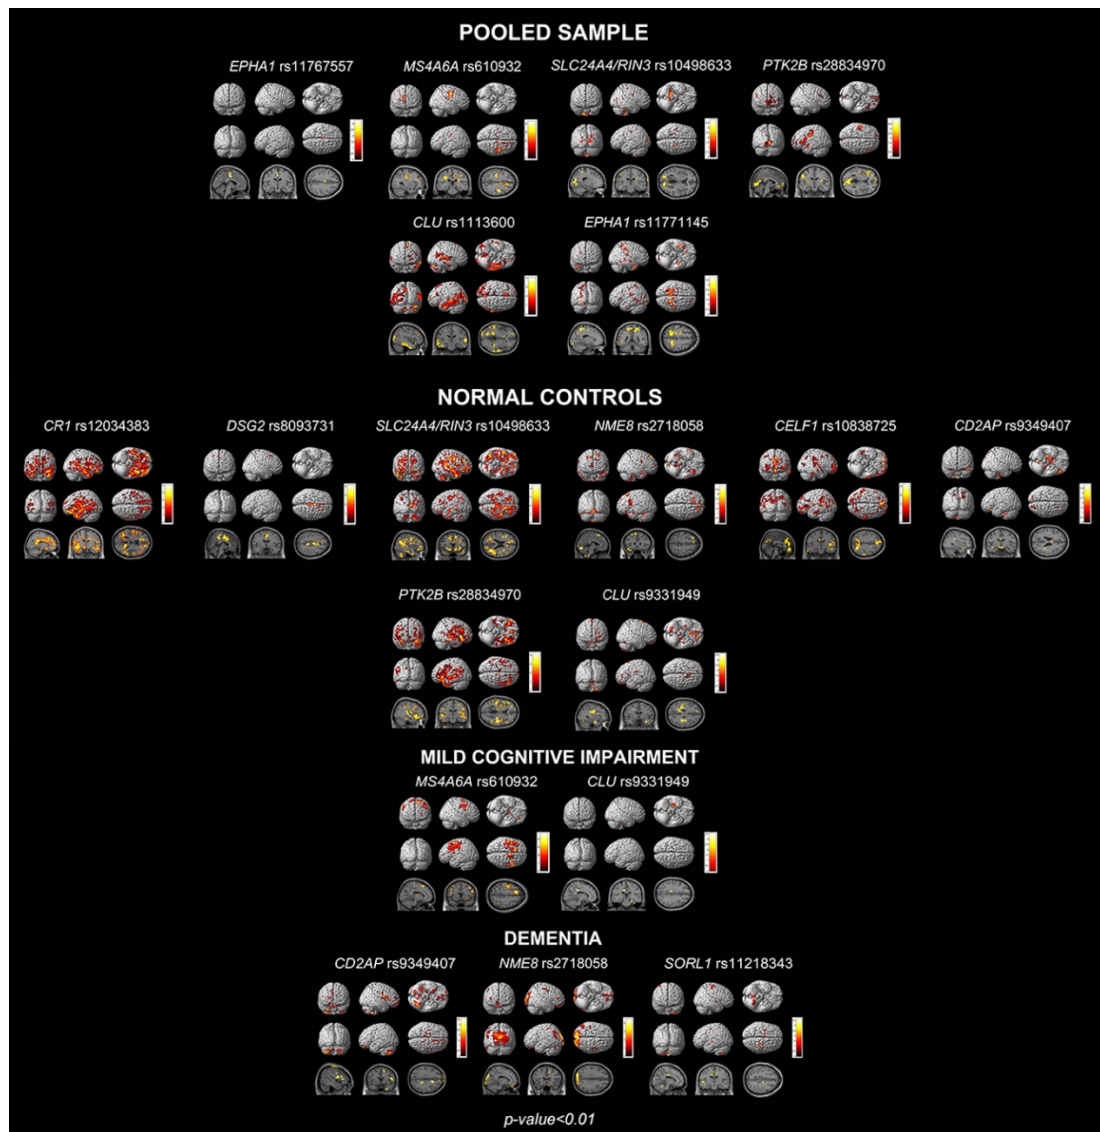 POOLED SAMPLE
EPHA1 rs11767557 MS4A6A rs610932 SLC24A4/RIN3 rs10498633 PTK2B rs28834970
CLU rs1113600 EPHA1 rs11771145
NORMAL CONTROLS
CR1 rs12034383 DSG2 rs8093731 SLC24A4/RIN3 rs10498633 NME8 rs2718058 CELF1 rs10838725 CD2AP rs9349407
PTK2B rs28834970 CLU rs9331949
MILD COGNITIVE IMPAIRMENT
MS4A6A rs610932 CLU rs9331949
DEMENTIA
CD2AP rs9349407 NME8 rs2718058 SORL1 rs11218343
p-value<0.01